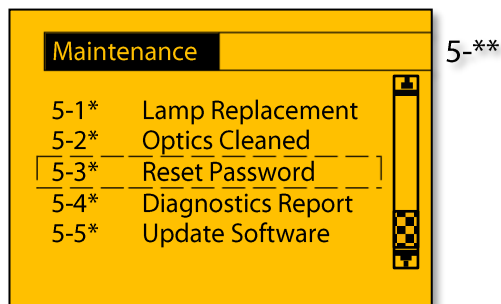 Maintenance
5-**
5-1* Lamp Replacement
5-2* Optics Cleaned
5-3* Reset Password
5-4* Diagnostics Report
5-5* Update Software